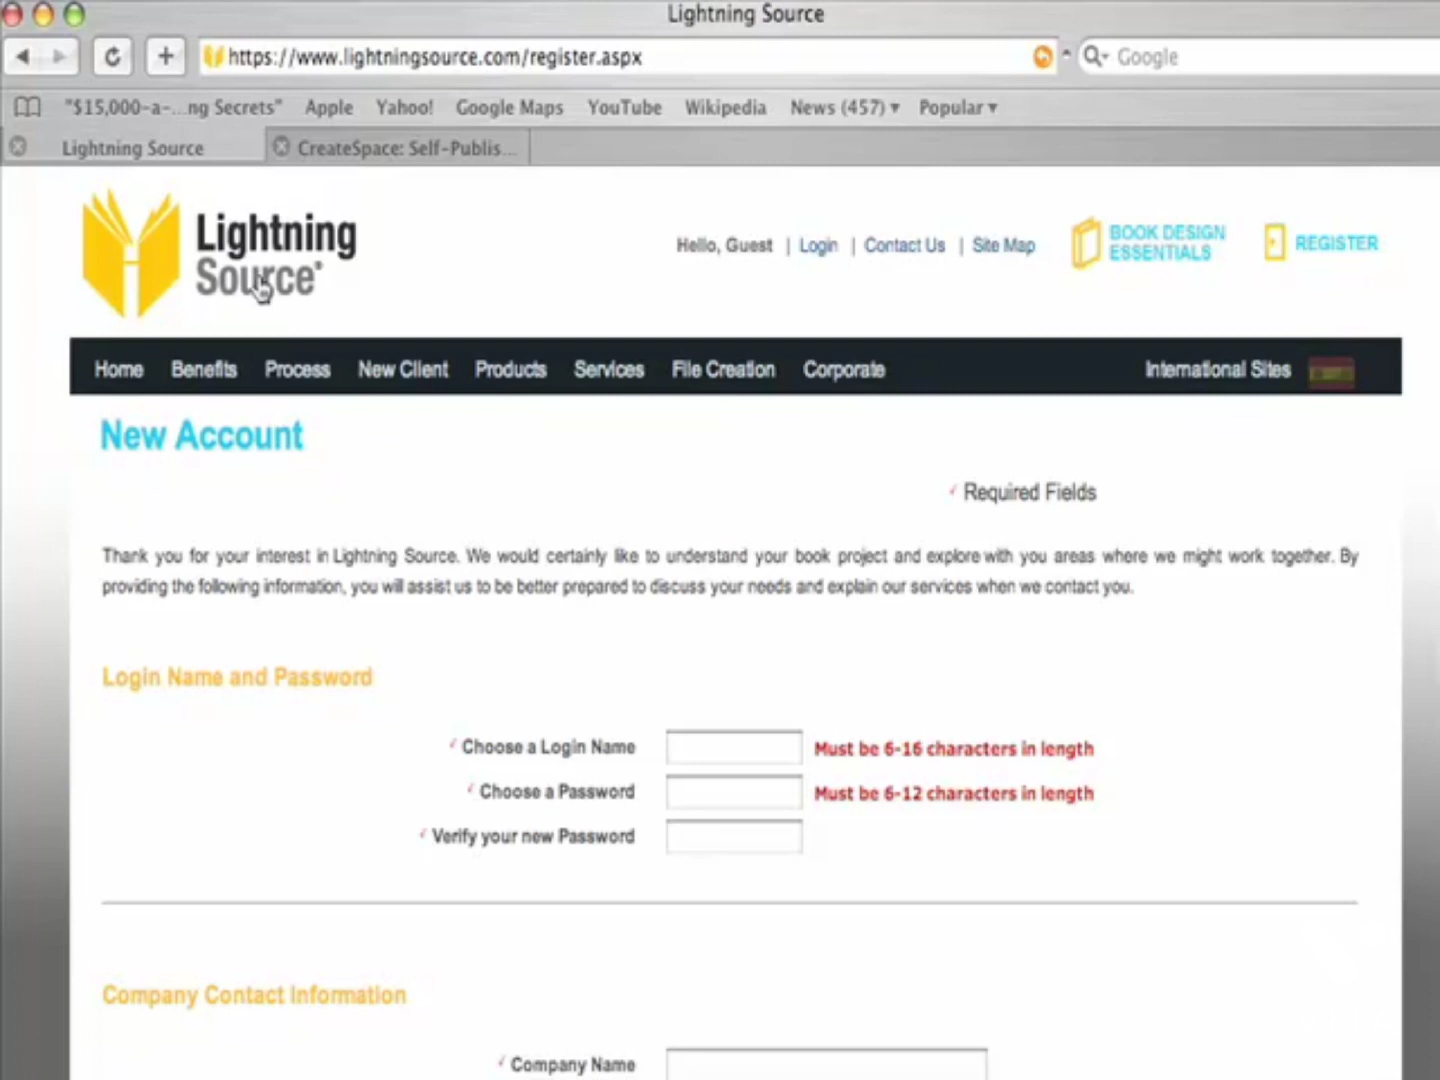 Lightning Source
https://www.lightningsource.com/register.aspx
Google
"$15,000-a-...ng Secrets" Apple Yahoo! Google Maps YouTube Wikipedia News (457) Popular
Lightning Source CreateSpace: Self-Publis...
Lightning
Source
Hello, Guest | Login | Contact Us | Site Map
BOOK DESIGN
ESSENTIALS
REGISTER
Home Benefits Process New Client Products Services File Creation Corporate International Sites
New Account
Required Fields
Thank you for your interest in Lightning Source. We would certainly like to understand your book project and explore with you areas where we might work together. By
providing the following information, you will assist us to be better prepared to discuss your needs and explain our services when we contact you.
Login Name and Password
Choose a Login Name Must be 6-16 characters in length
Choose a Password Must be 6-12 characters in length
Verify your new Password
Company Contact Information
Company Name